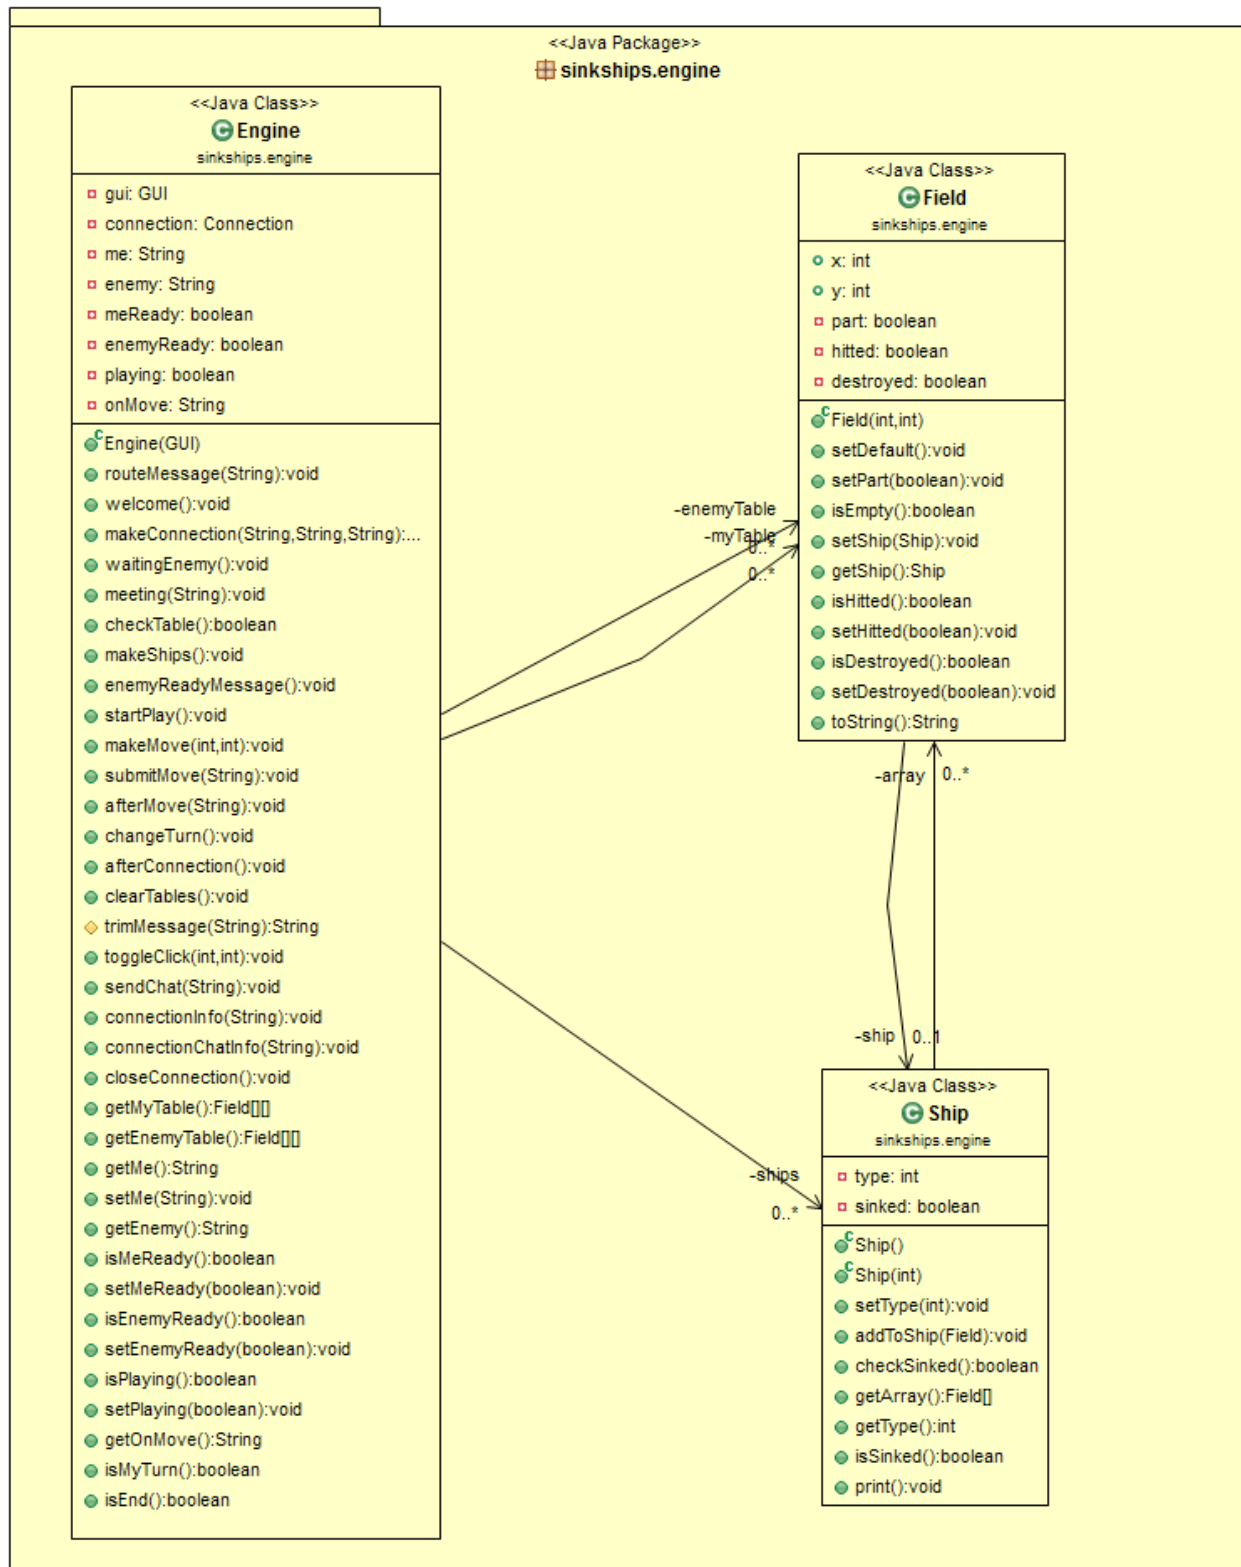 <<Java Package>>
sinkships.engine
<<Java Class>>
Engine
sinkships.engine
gui: GUI
connection: Connection
me: String
enemy: String
meReady: boolean
enemyReady: boolean
playing: boolean
onMove: String
Engine(GUI)
routeMessage(String):void
welcome():void
makeConnection(String,String,String):...
waitingEnemy():void
meeting(String):void
checkTable():boolean
makeShips():void
enemyReadyMessage():void
startPlay():void
makeMove(int,int):void
submitMove(String):void
afterMove(String):void
changeTurn():void
afterConnection():void
clearTables():void
trimMessage(String):String
toggleClick(int,int):void
sendChat(String):void
connectionInfo(String):void
connectionChatInfo(String):void
closeConnection():void
getMyTable():Field[][]
getEnemyTable():Field[][]
getMe():String
setMe(String):void
getEnemy():String
isMeReady():boolean
setMeReady(boolean):void
isEnemyReady():boolean
setEnemyReady(boolean):void
isPlaying():boolean
setPlaying(boolean):void
getOnMove():String
isMyTurn():boolean
isEnd():boolean
-enemyTable
-myTable
0..*
0..*
<<Java Class>>
Field
sinkships.engine
x: int
y: int
part: boolean
hitted: boolean
destroyed: boolean
Field(int,int)
setDefault():void
setPart(boolean):void
isEmpty():boolean
setShip(Ship):void
getShip():Ship
isHitted():boolean
setHitted(boolean):void
isDestroyed():boolean
setDestroyed(boolean):void
toString():String
-array 0..*
-ship 0..1
-ships
0..*
<<Java Class>>
Ship
sinkships.engine
type: int
sinked: boolean
Ship()
Ship(int)
setType(int):void
addToShip(Field):void
checkSinked():boolean
getArray():Field[]
getType():int
isSinked():boolean
print():void